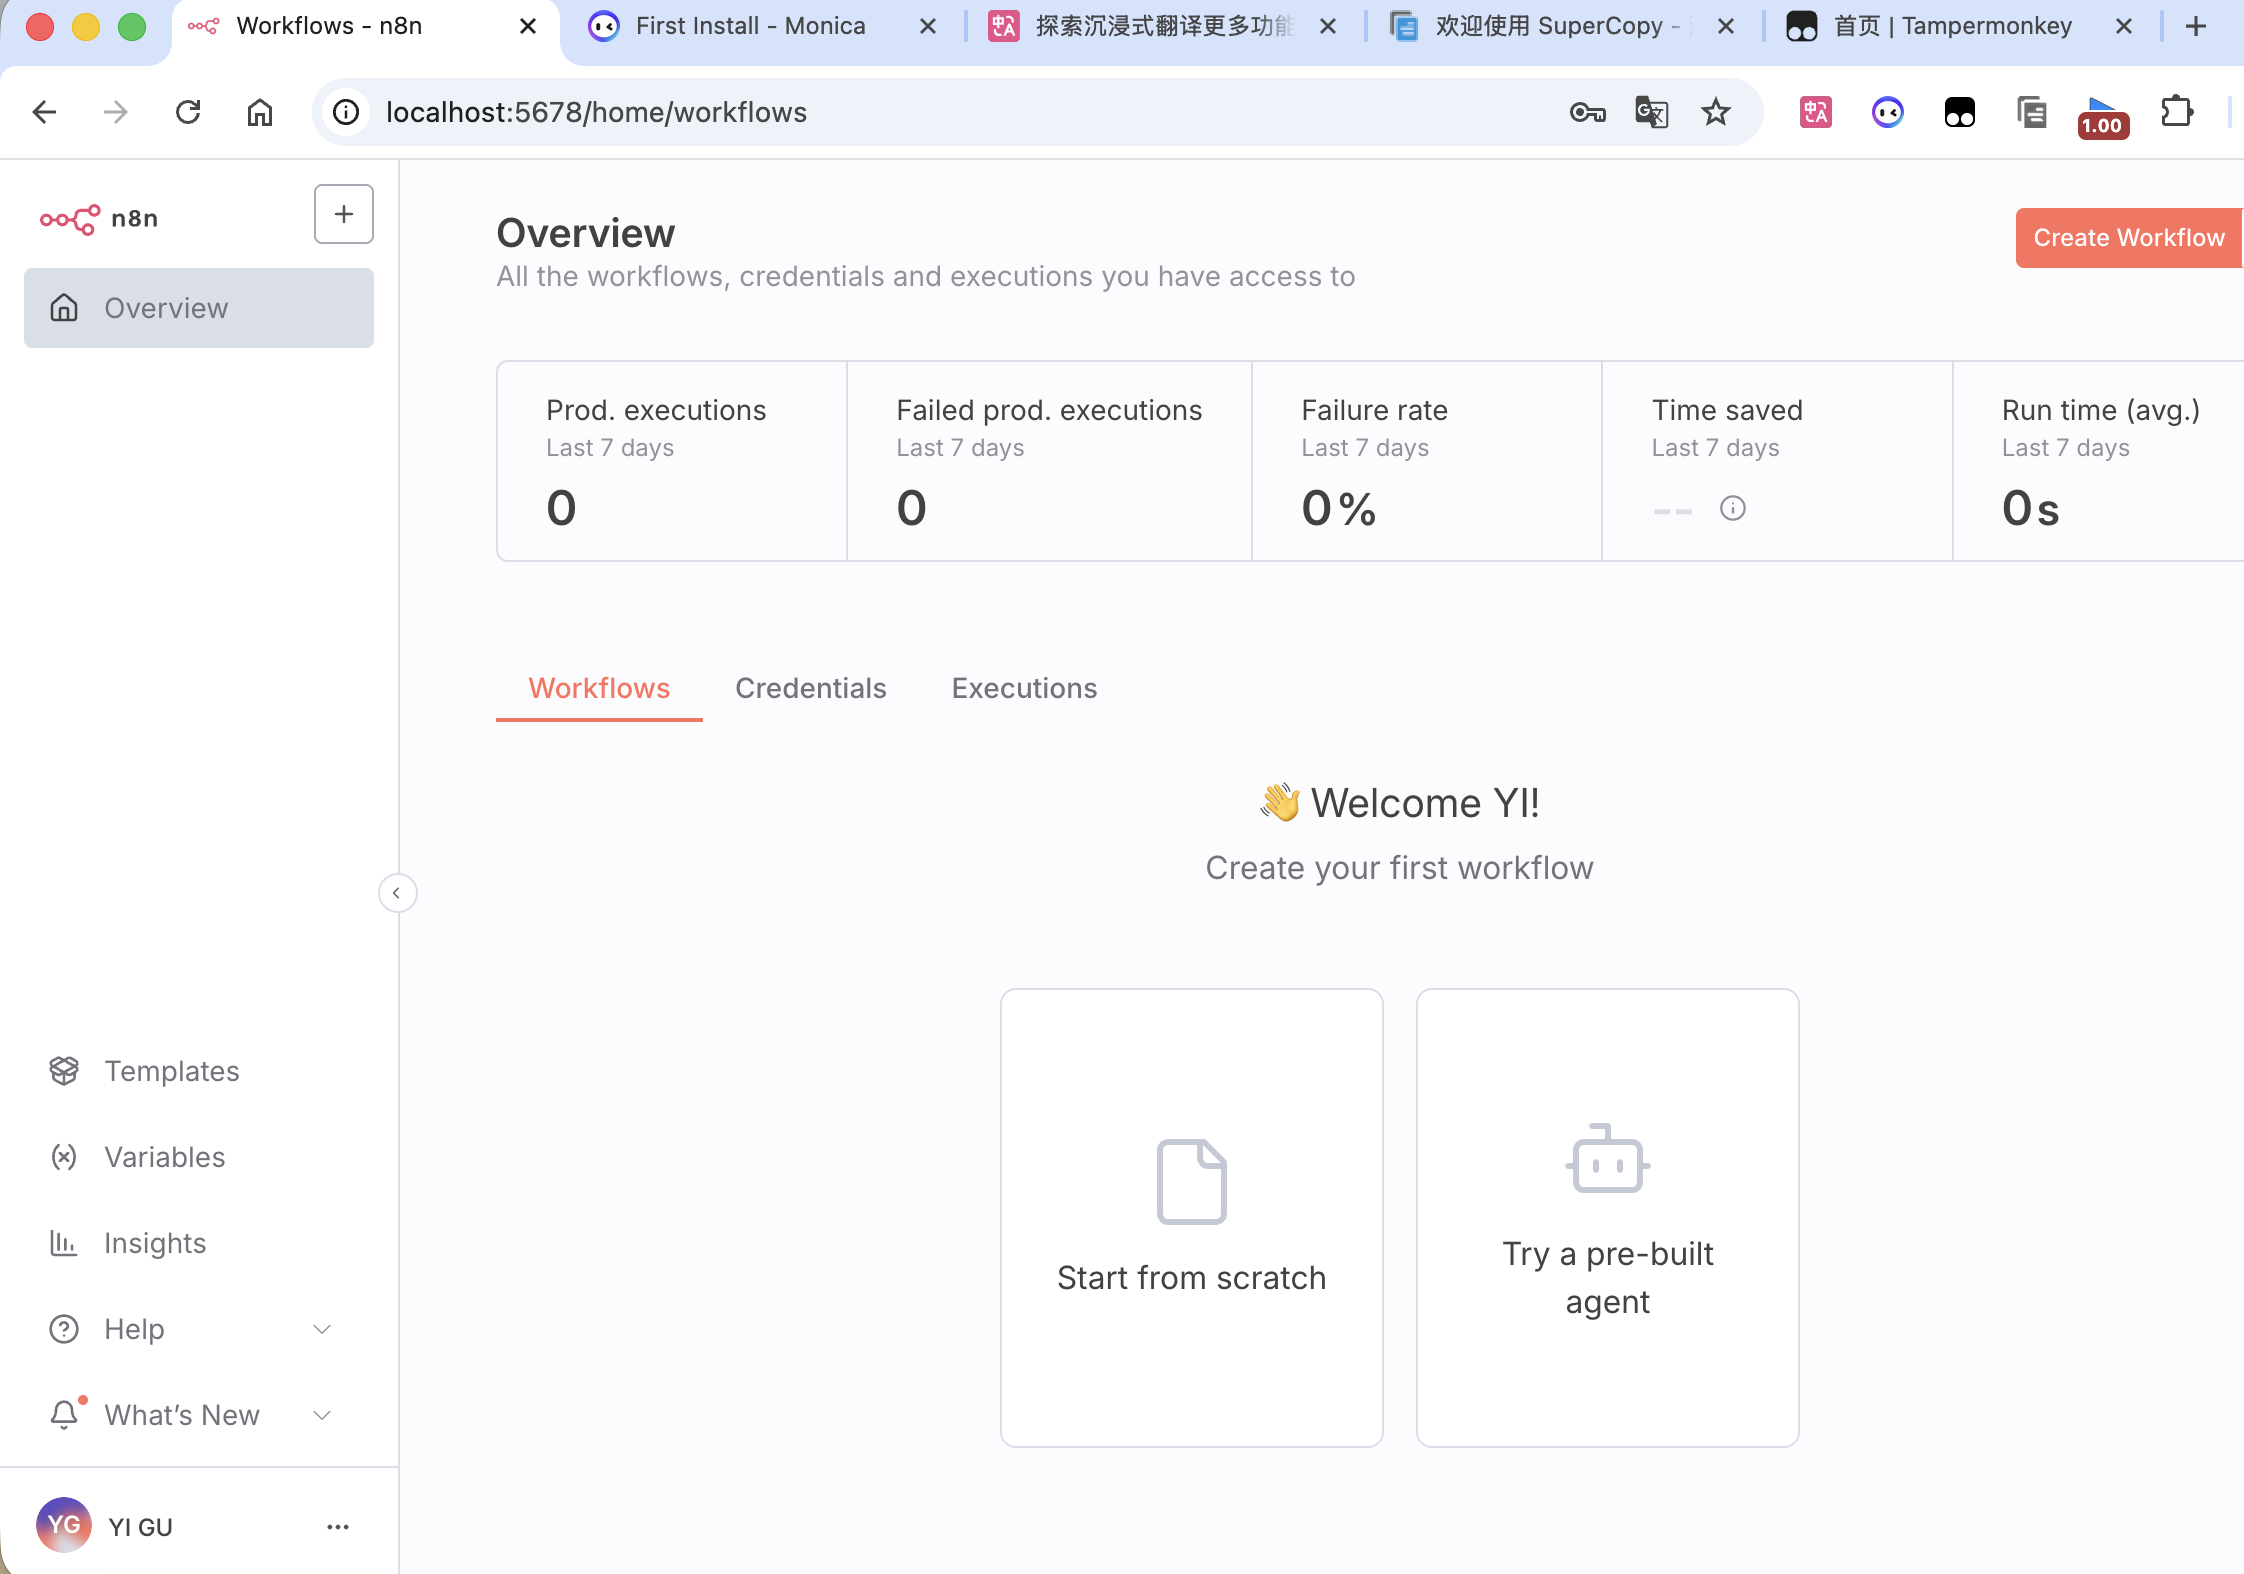 Workflows - n8n
First Install - Monica
探索沉浸式翻译更多功能
欢迎使用 SuperCopy -
首页 | Tampermonkey
localhost:5678/home/workflows
1.00
n8n
Overview
Templates
Variables
Insights
Help
What’s New
YG YI GU
Overview
Create Workflow
All the workflows, credentials and executions you have access to
Prod. executions
Last 7 days
0
Failed prod. executions
Last 7 days
0
Failure rate
Last 7 days
0%
Time saved
Last 7 days
--
Run time (avg.)
Last 7 days
0s
Workflows
Credentials
Executions
👋 Welcome YI!
Create your first workflow
Start from scratch
Try a pre-built
agent